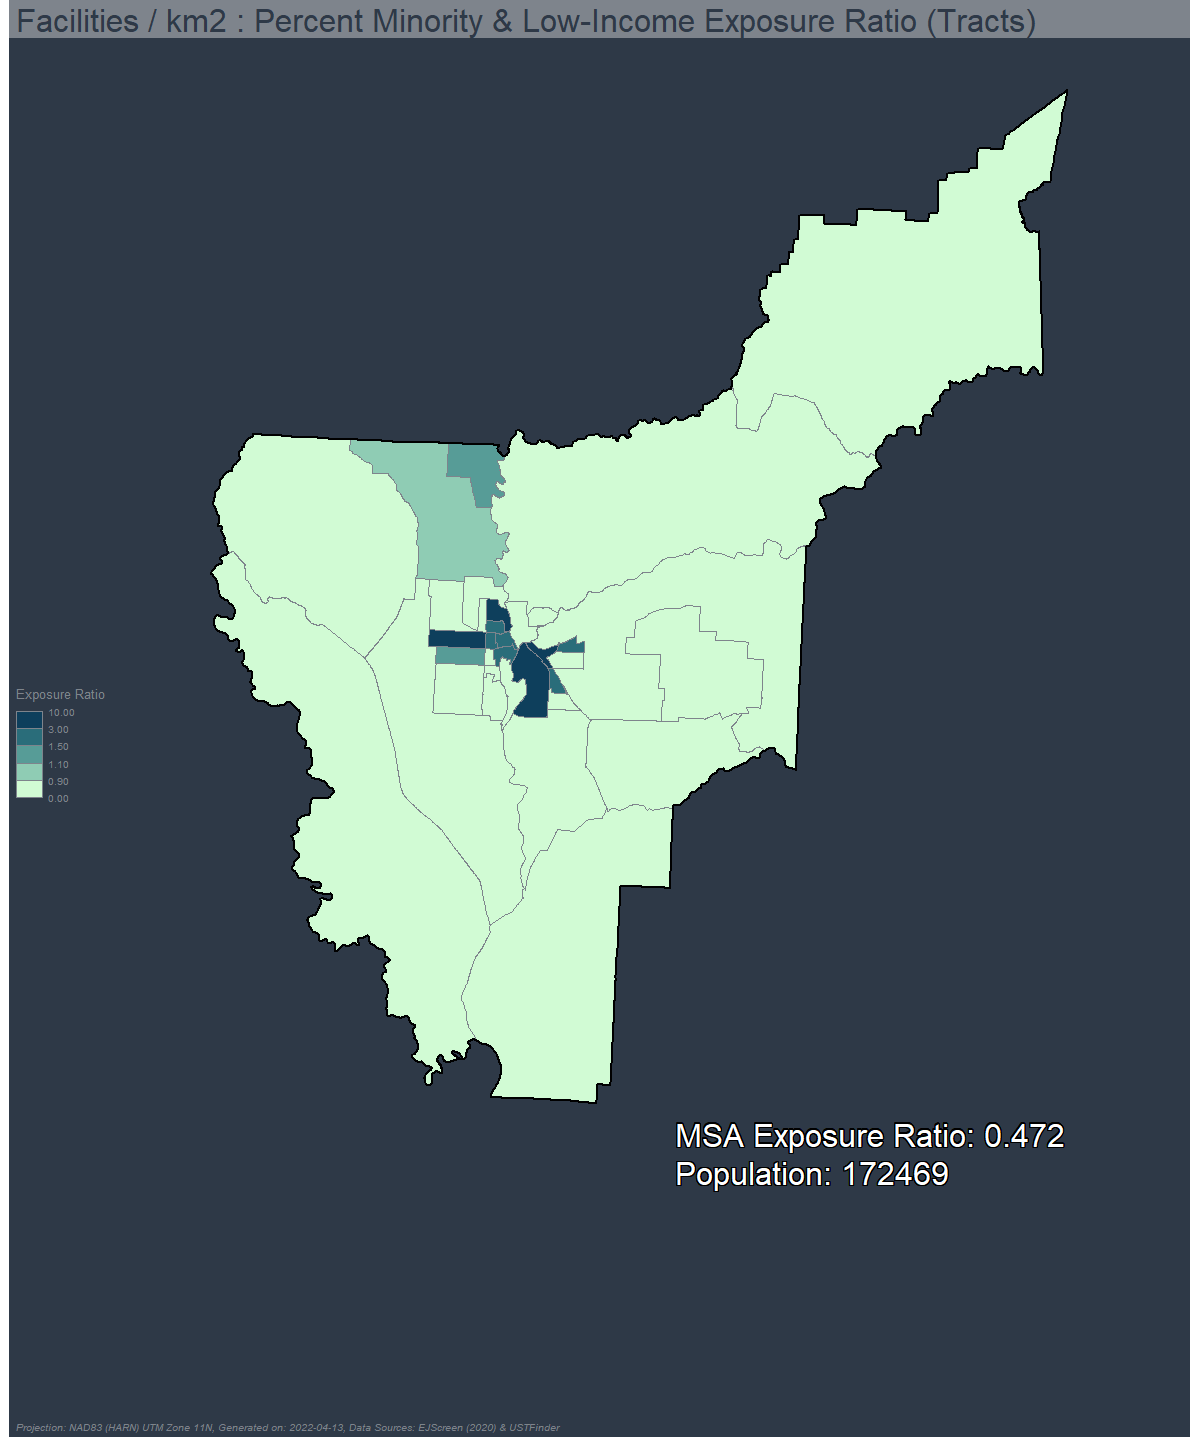 Facilities / km2 : Percent Minority & Low-Income Exposure Ratio (Tracts)
Exposure Ratio
10.00
3.00
1.50
1.10
0.90
0.00
MSA Exposure Ratio: 0.472
Population: 172469
Projection: NAD83 (HARN) UTM Zone 11N, Generated on: 2022-04-13, Data Sources: EJScreen (2020) & USTFinder